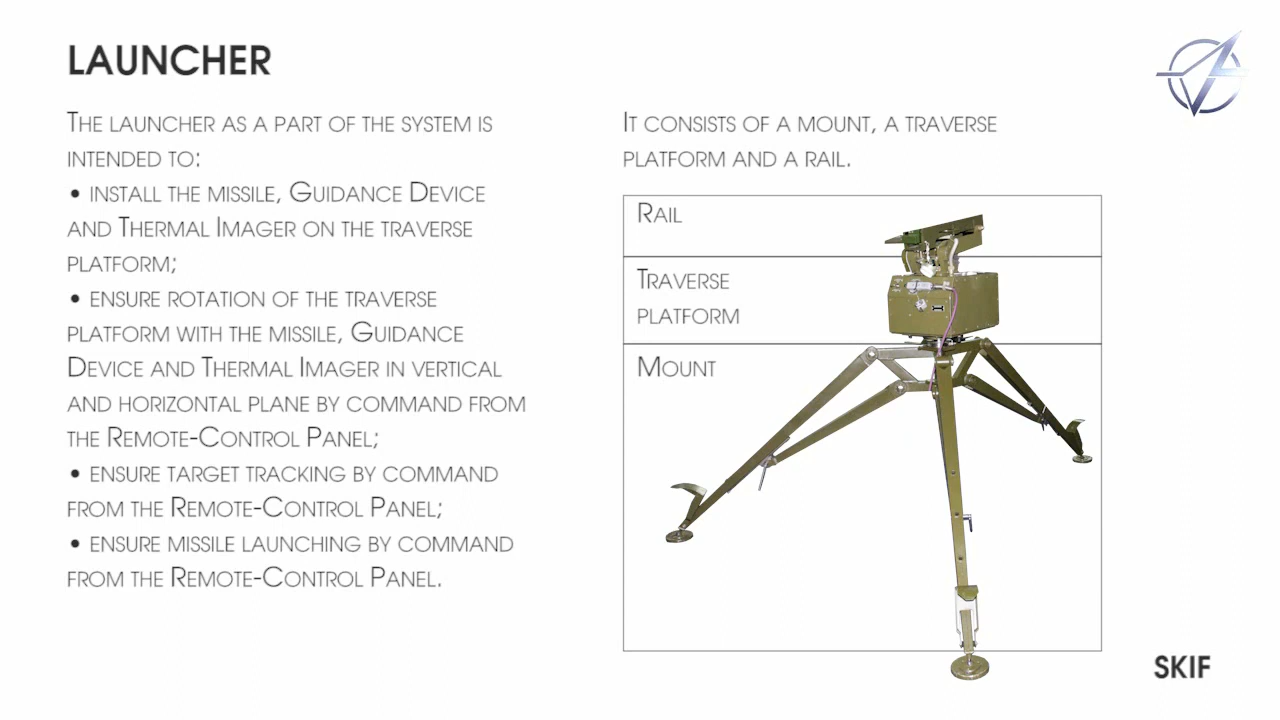 LAUNCHER
The launcher as a part of the system is
intended to:
• install the missile, Guidance Device
and Thermal Imager on the traverse
platform;
• ensure rotation of the traverse
platform with the missile, Guidance
Device and Thermal Imager in vertical
and horizontal plane by command from
the Remote-Control Panel;
• ensure target tracking by command
from the Remote-Control Panel;
• ensure missile launching by command
from the Remote-Control Panel.
It consists of a mount, a traverse
platform and a rail.
Rail
Traverse
platform
Mount
SKIF